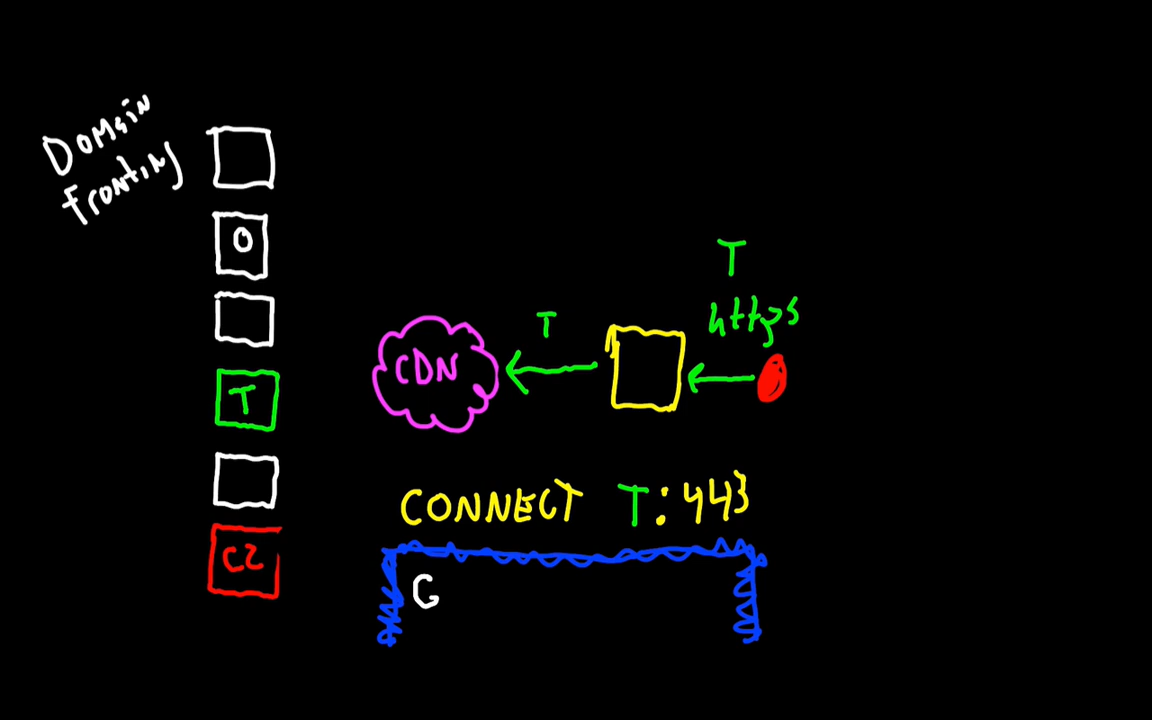 Domain
Fronting
O
T
C2
CDN
T
T
https
CONNECT T:443
G